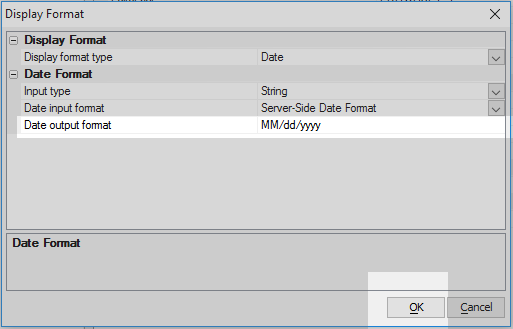 Display Format
Display Format
Display format type Date
Date Format
Input type String
Date input format Server-Side Date Format
Date output format MM/dd/yyyy
Date Format
OK Cancel